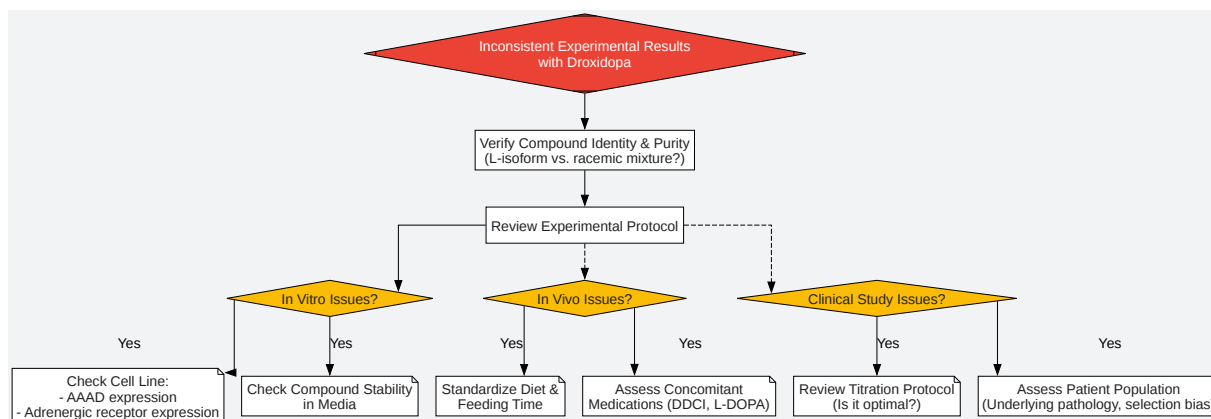 Inconsistent Experimental Results
with Droxidopa
Verify Compound Identity & Purity
(L-isoform vs. racemic mixture?)
Review Experimental Protocol
In Vitro Issues?
In Vivo Issues?
Clinical Study Issues?
Yes
Yes
Yes
Yes
Yes
Yes
Check Cell Line:
- AAAD expression
- Adrenergic receptor expression
Check Compound Stability
in Media
Standardize Diet &
Feeding Time
Assess Concomitant
Medications (DDCI, L-DOPA)
Review Titration Protocol
(Is it optimal?)
Assess Patient Population
(Underlying pathology, selection bias)